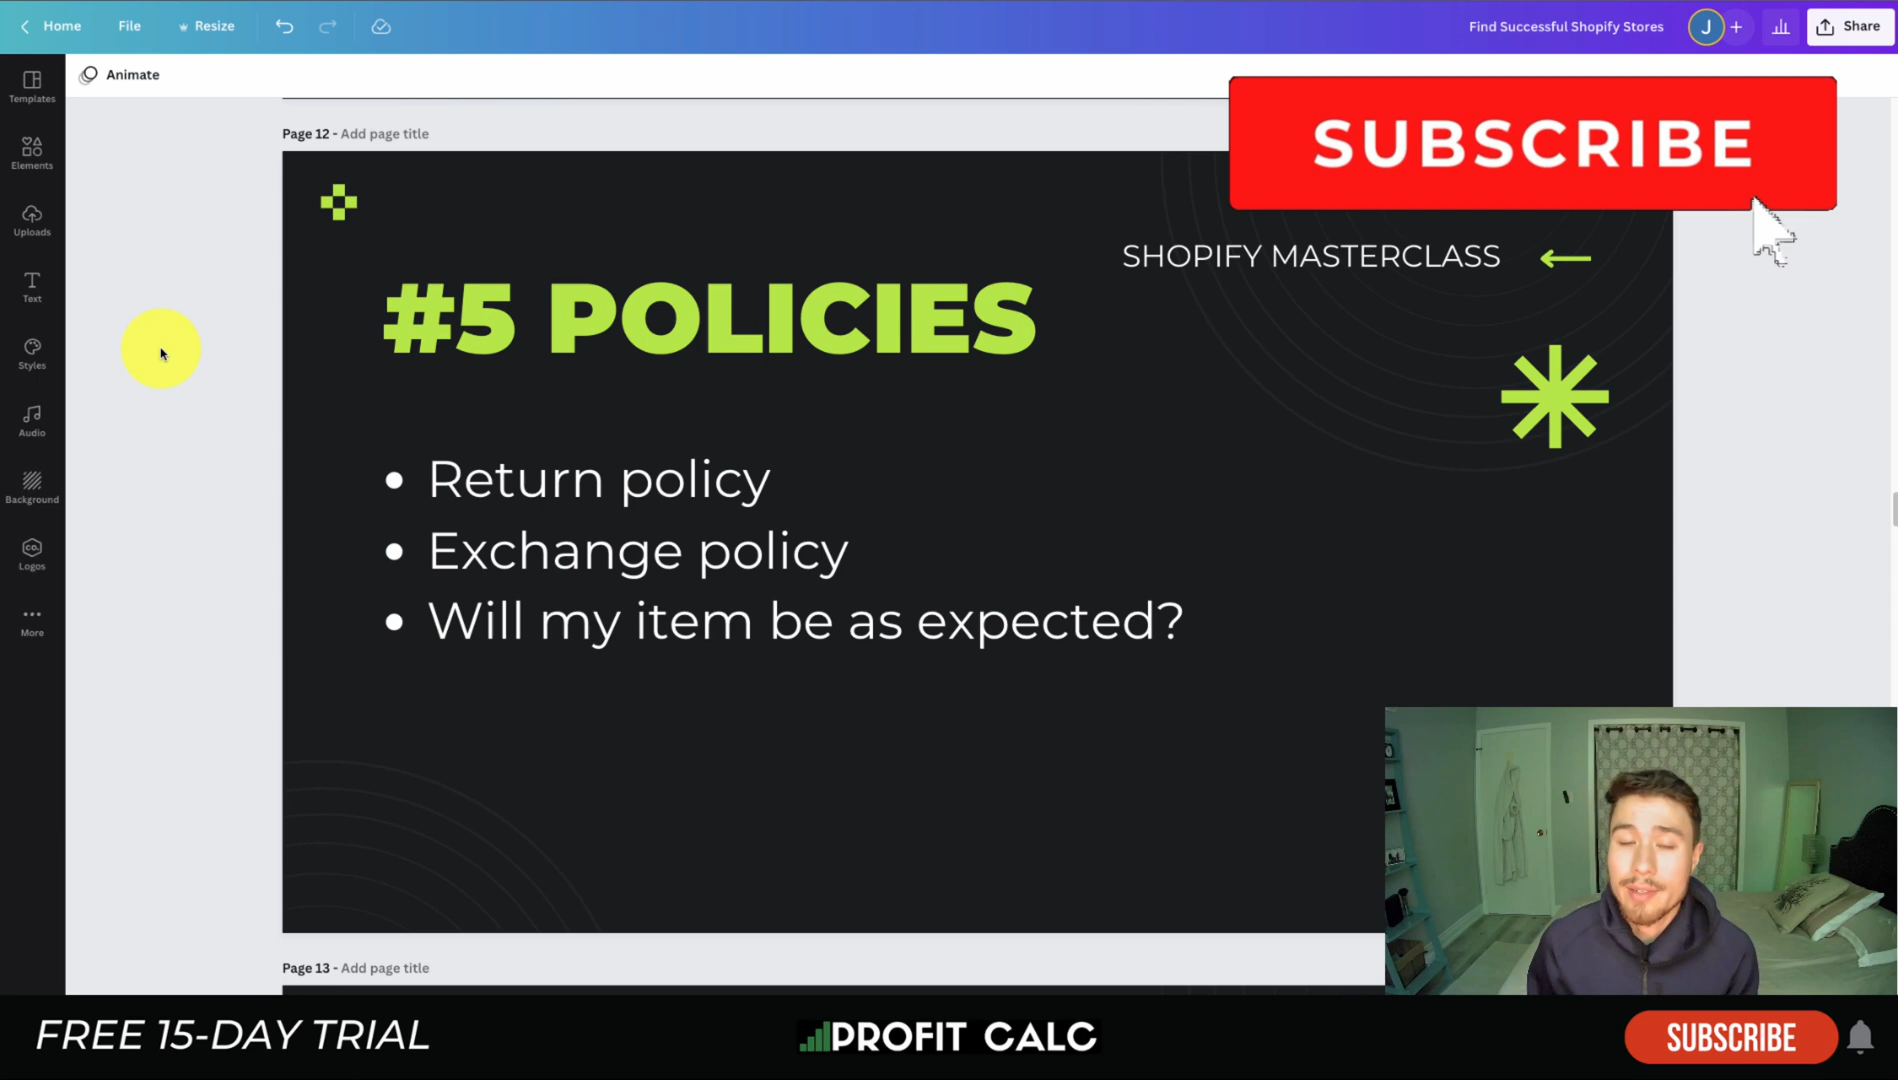 Home File Resize Find Successful Shopify Stores J + Share
Templates
Animate
Elements
Uploads
Text
Styles
Audio
Background
CO.
Logos
More
Page 12 - Add page title
SUBSCRIBE
SHOPIFY MASTERCLASS
#5 POLICIES
• Return policy
• Exchange policy
• Will my item be as expected?
Page 13 - Add page title
FREE 15-DAY TRIAL
PROFIT CALC
SUBSCRIBE